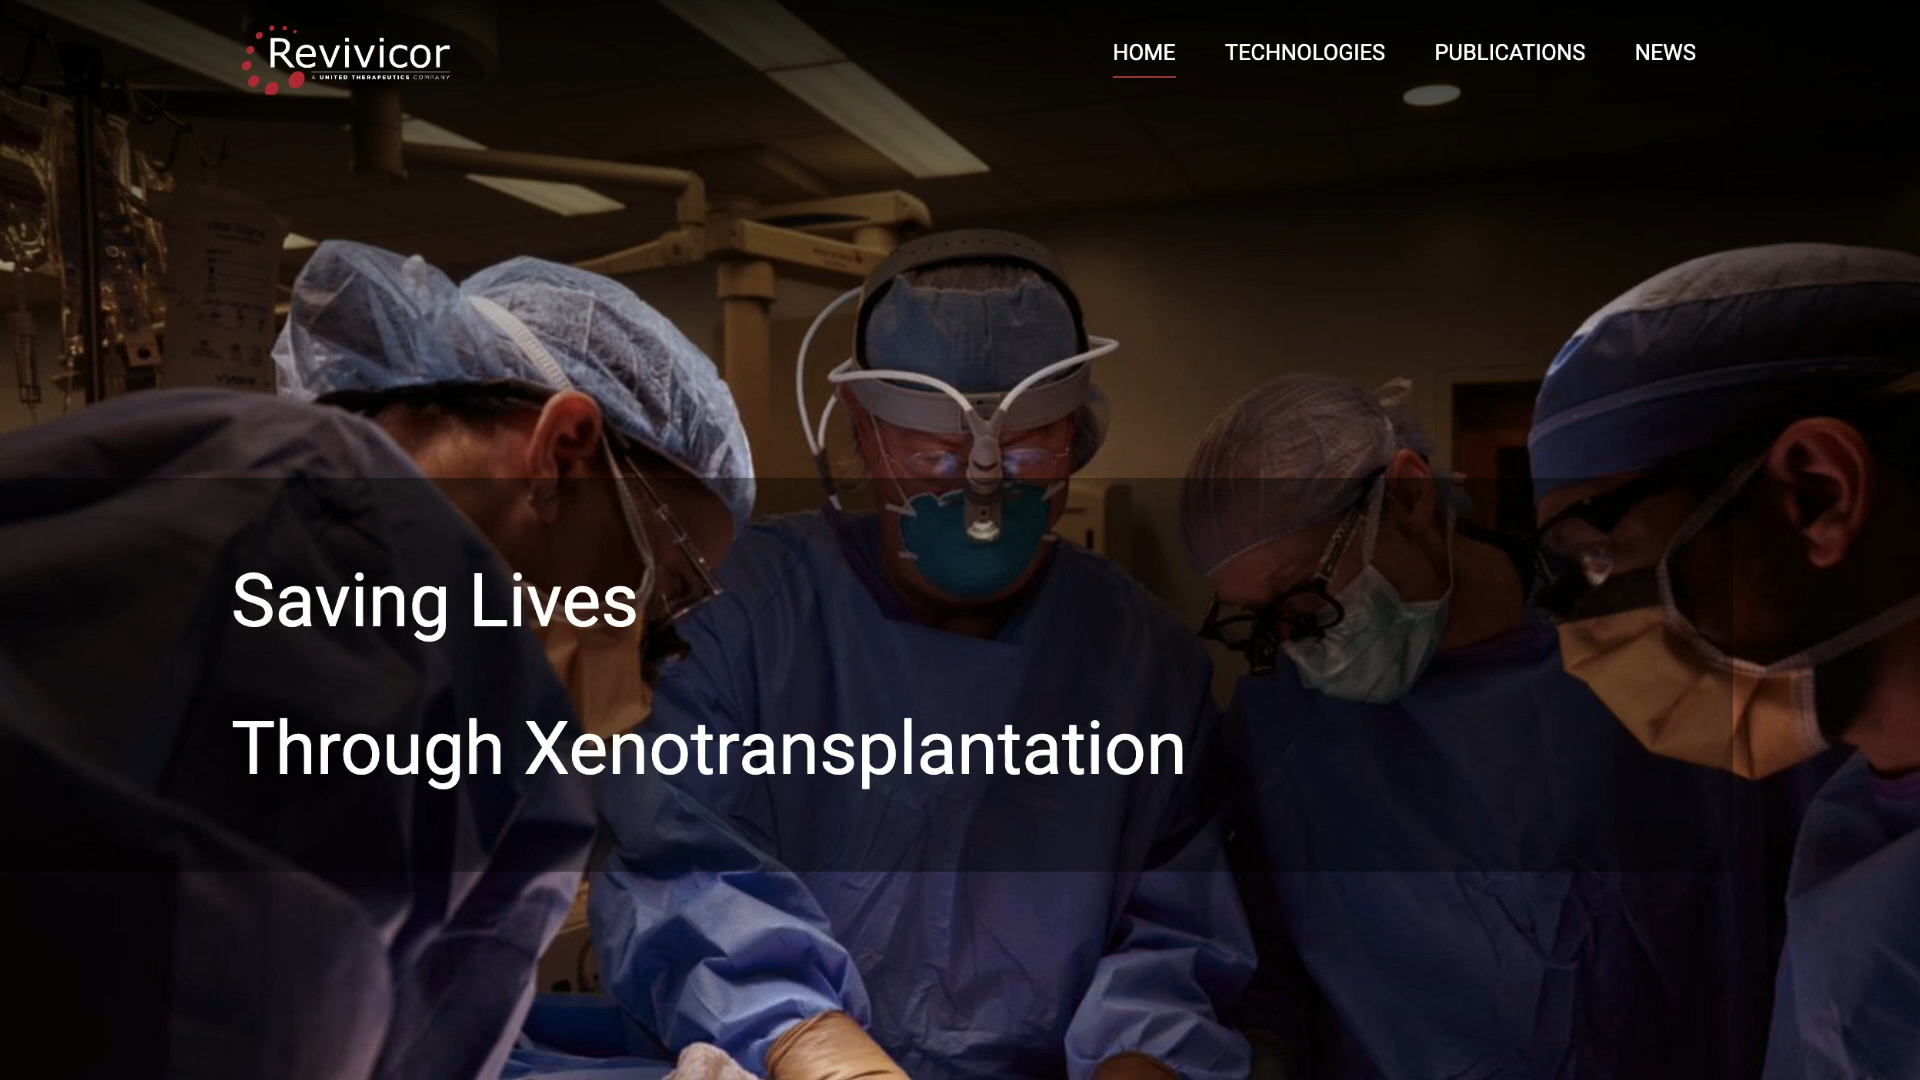 Revivicor
A UNITED THERAPEUTICS COMPANY
HOME
TECHNOLOGIES
PUBLICATIONS
NEWS
Saving Lives
Through Xenotransplantation